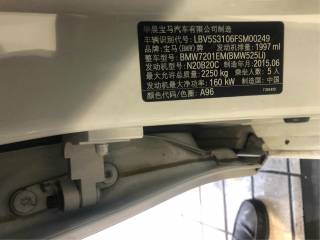 华晨宝马汽车有限公司制造
车辆识别代号: LBV5S3106FSM00249
品牌: 宝马(BMW)牌 发动机排量: 1997 ml
整车型号: BMW7201EM(BMW525Li)
发动机型号: N20B20C 制造年月: 2015.06
最大允许总质量: 2250 kg 乘坐人数: 5 人
发动机最大净功率: 160 kW 制造国: 中国
颜色代码/色标: A96